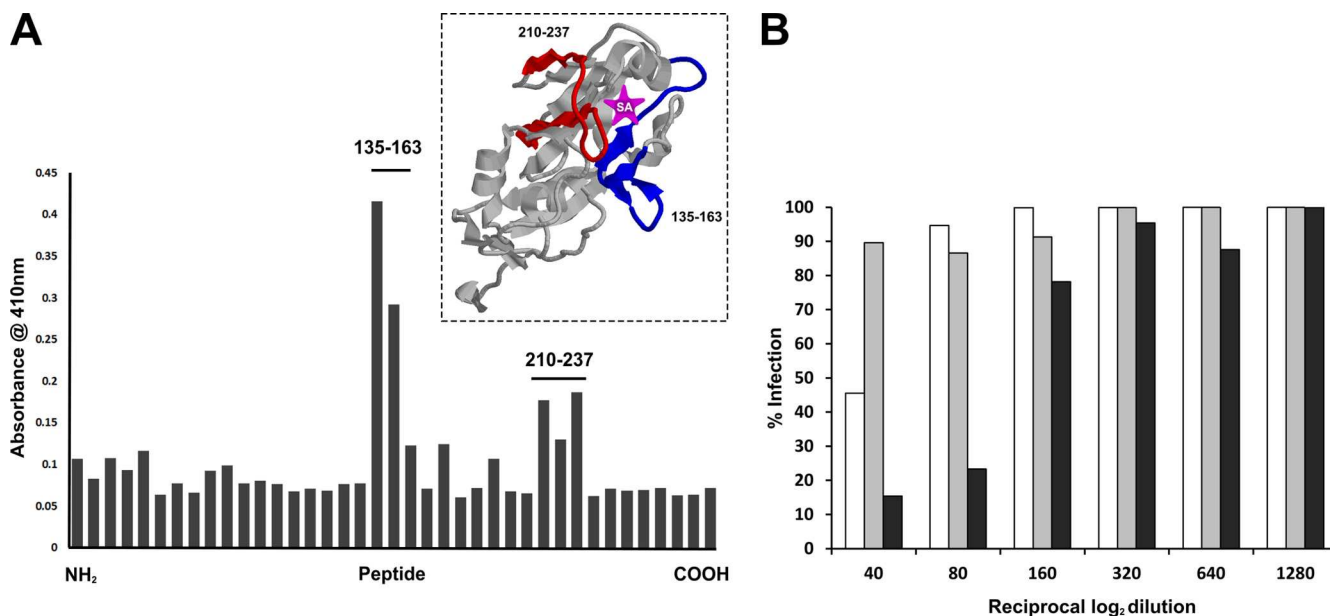 A
B
210-237
SA
135-163
135-163
210-237
0.45
0.4
0.35
0.3
0.25
0.2
0.15
0.1
0.05
0
Absorbance @ 410nm
NH₂
Peptide
COOH
100
90
80
70
60
50
40
30
20
10
0
% Infection
40 80 160 320 640 1280
Reciprocal log₂ dilution